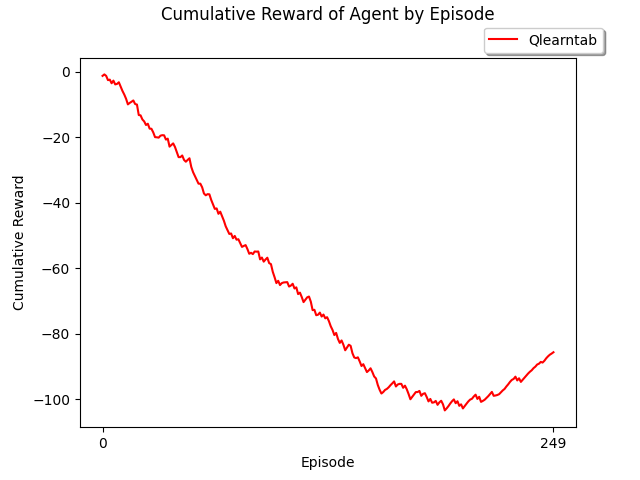 Cumulative Reward of Agent by Episode
Qlearntab
0
−20
−40
−60
−80
−100
Cumulative Reward
0
249
Episode